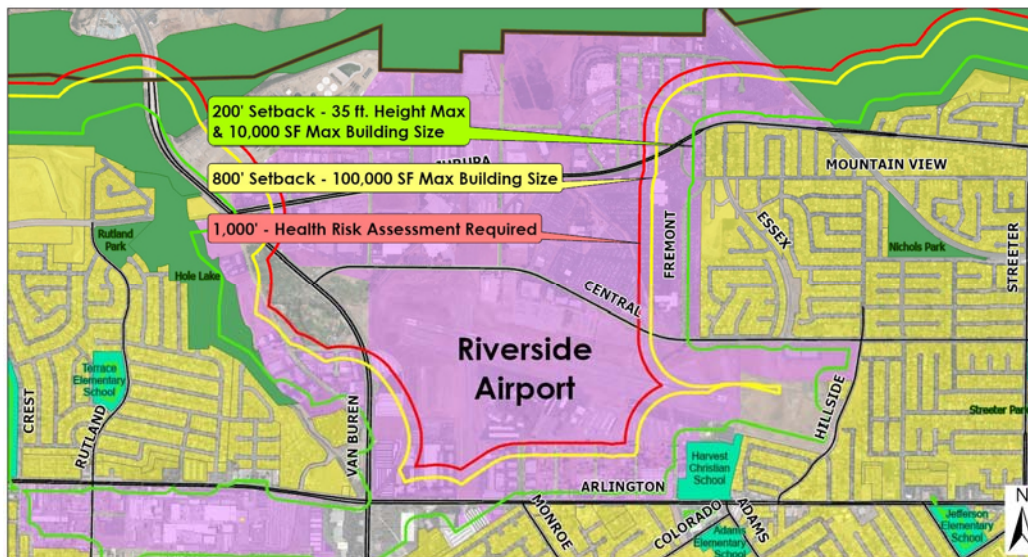 200' Setback - 35 ft. Height Max
& 10,000 SF Max Building Size
800' Setback - 100,000 SF Max Building Size
MOUNTAIN VIEW
1,000' - Health Risk Assessment Required
Rutland
Park
Hole Lake
ESSEX
FREMONT
Nichols Park
STREETER
CENTRAL
Riverside
Airport
Terrace
Elementary
School
CREST
RUTLAND
VAN BUREN
HILLSIDE
Streeter Park
Harvest
Christian
School
ARLINGTON
MONROE
COLORADO
ADAMS
Adams
Elementary
School
Jefferson
Elementary
School
N